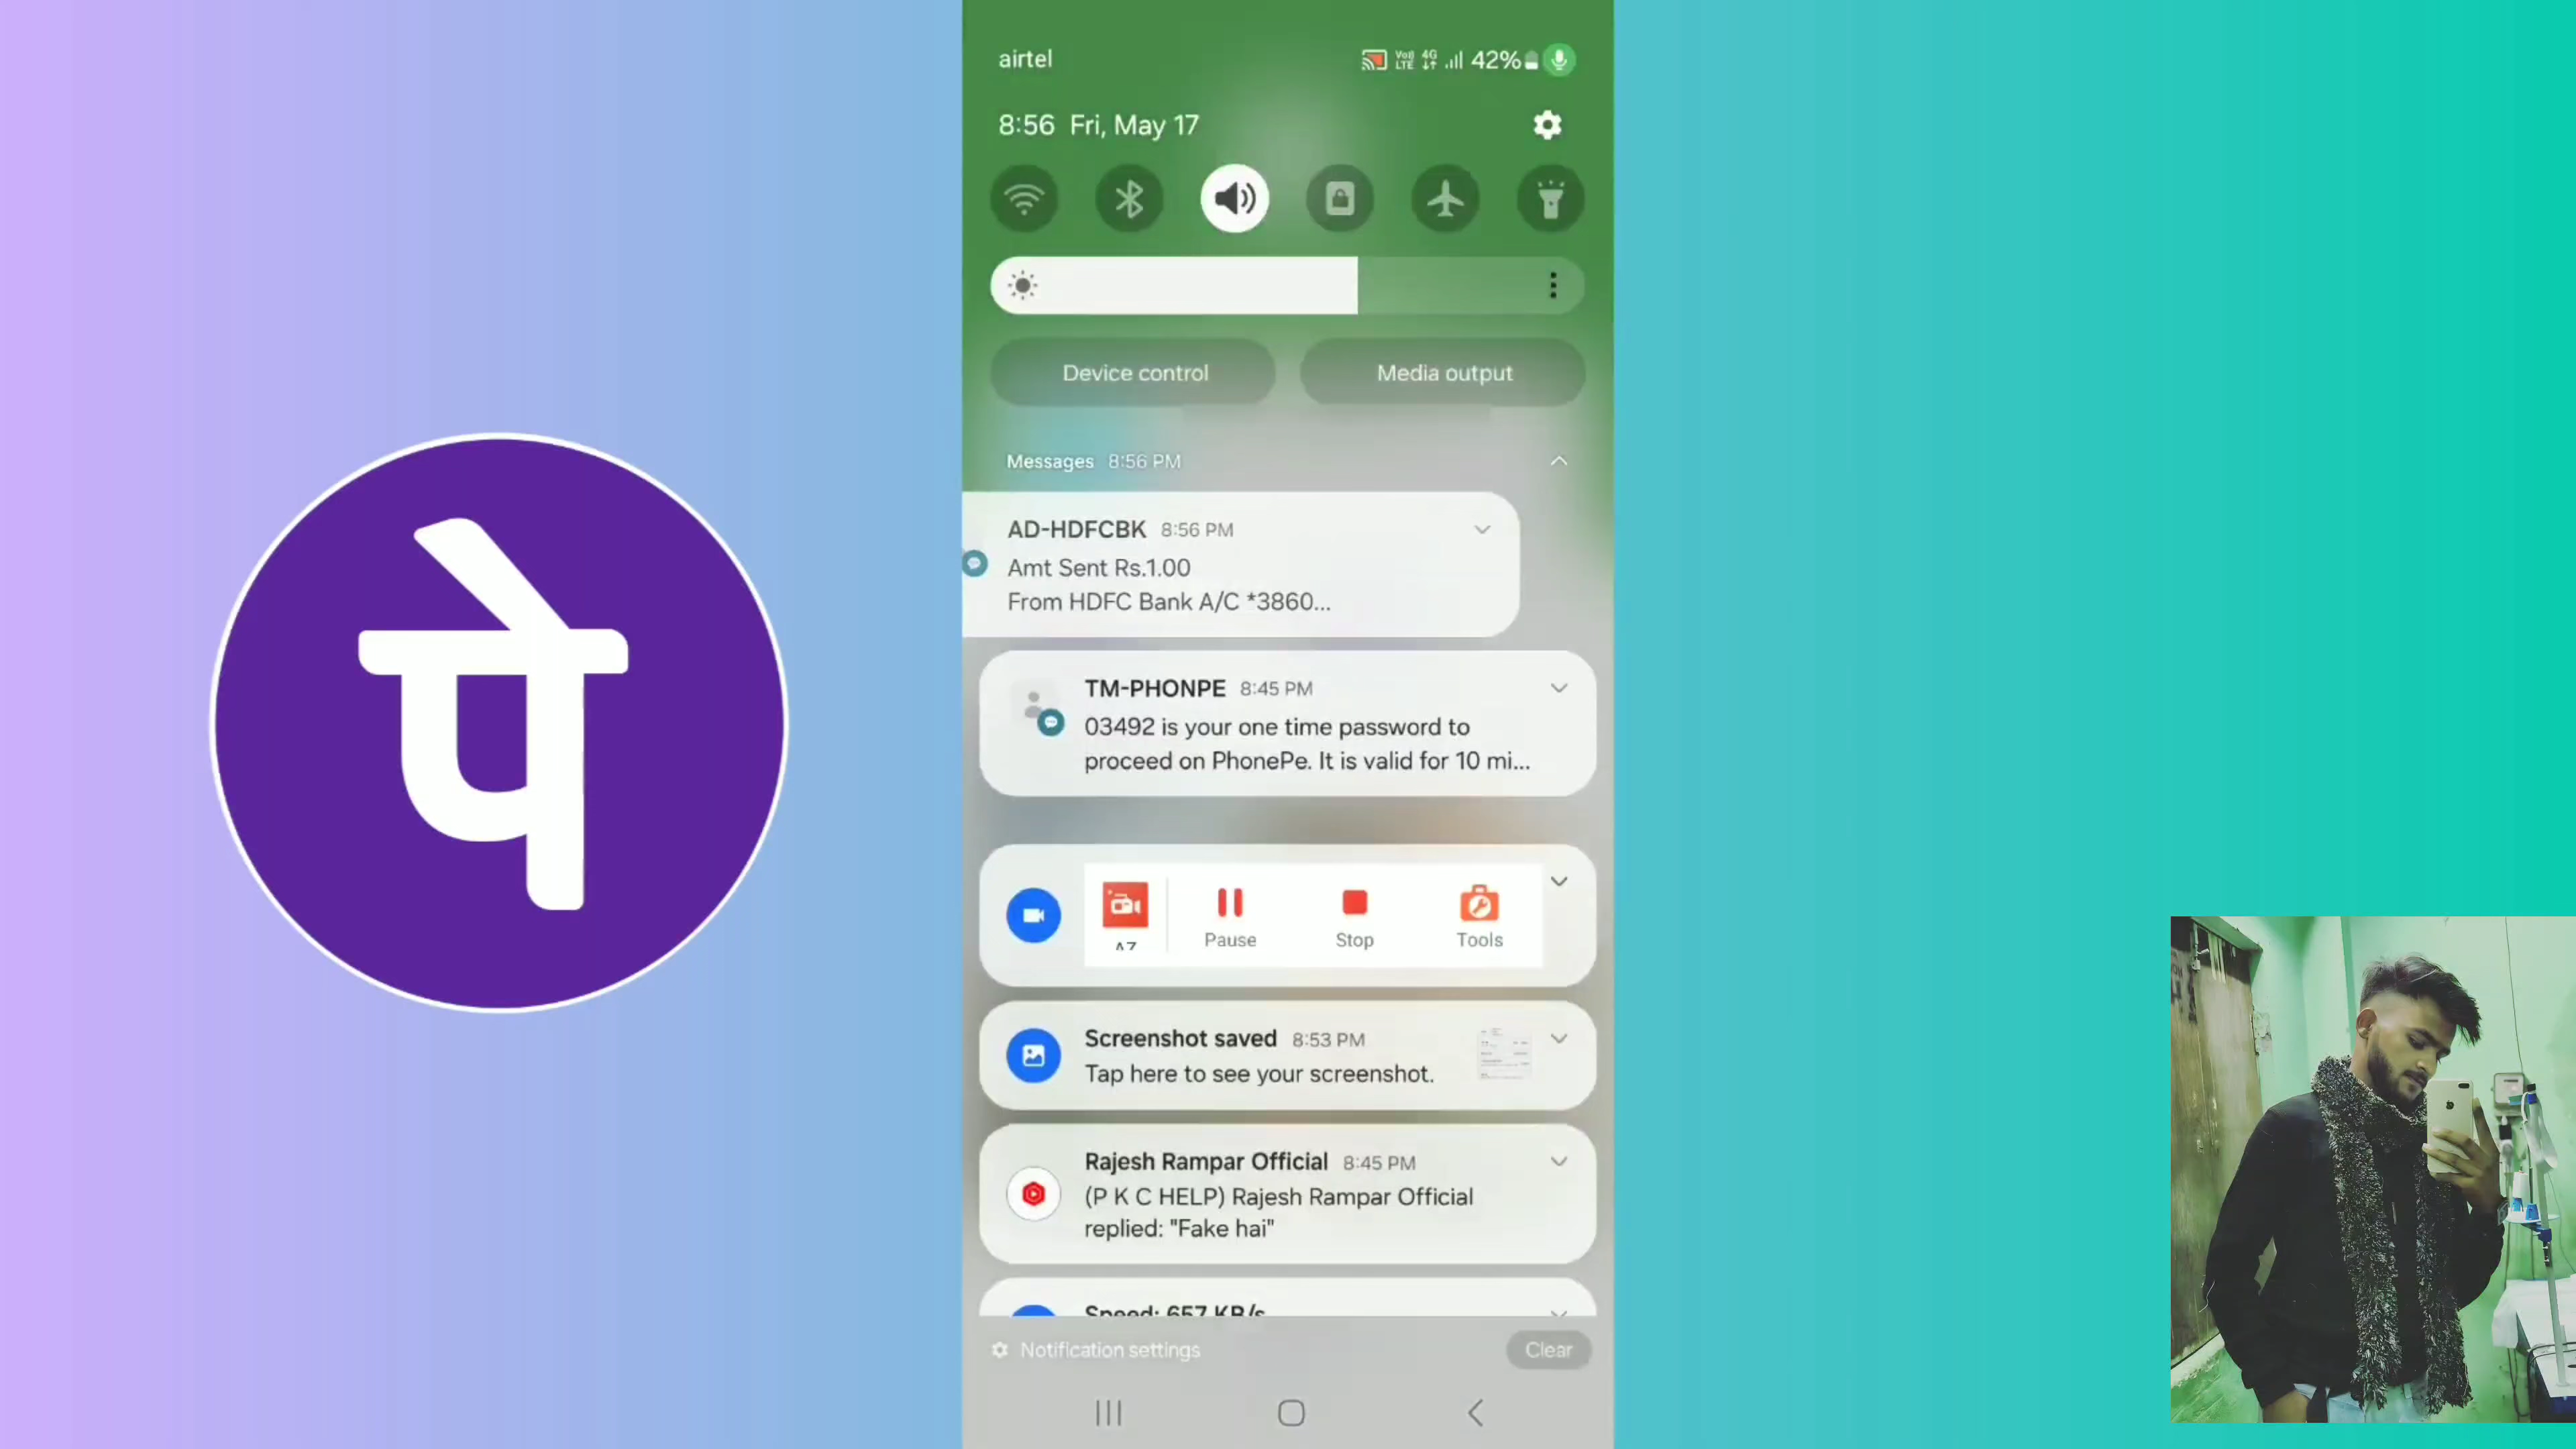 पे
airtel
Vo)) LTE 4G 42%
8:56 Fri, May 17
Device control
Media output
Messages 8:56 PM
AD-HDFCBK 8:56 PM
Amt Sent Rs.1.00
From HDFC Bank A/C *3860...
TM-PHONPE 8:45 PM
03492 is your one time password to
proceed on PhonePe. It is valid for 10 mi...
Pause
Stop
Tools
Screenshot saved 8:53 PM
Tap here to see your screenshot.
Rajesh Rampar Official 8:45 PM
(P K C HELP) Rajesh Rampar Official
replied: "Fake hai"
Speed: 657 KB/s
Notification settings
Clear